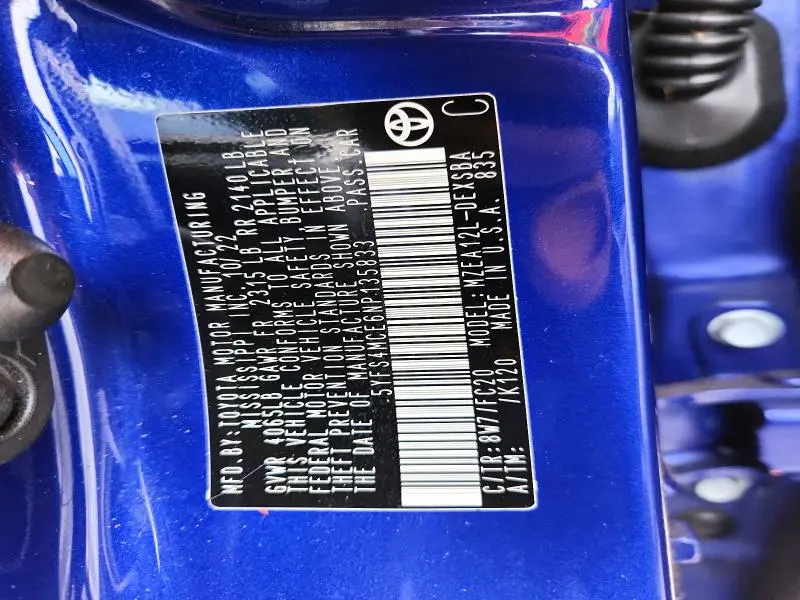 MFD.BY:TOYOTA MOTOR MANUFACTURING
MISSISSIPPI INC. 10/22
GVWR 4065LB GAWR FR 2315 LB RR 2140 LB
THIS VEHICLE CONFORMS TO ALL APPLICABLE
FEDERAL MOTOR VEHICLE SAFETY, BUMPER, AND
THEFT PREVENTION STANDARDS IN EFFECT ON
THE DATE OF MANUFACTURE SHOWN ABOVE.
5YFS4MCE6NP135833 PASS.CAR
C/TR:8W7/FC20 MODEL:MZEA12L-DEXSBA
A/TM: /K120 MADE IN U.S.A. 835
C